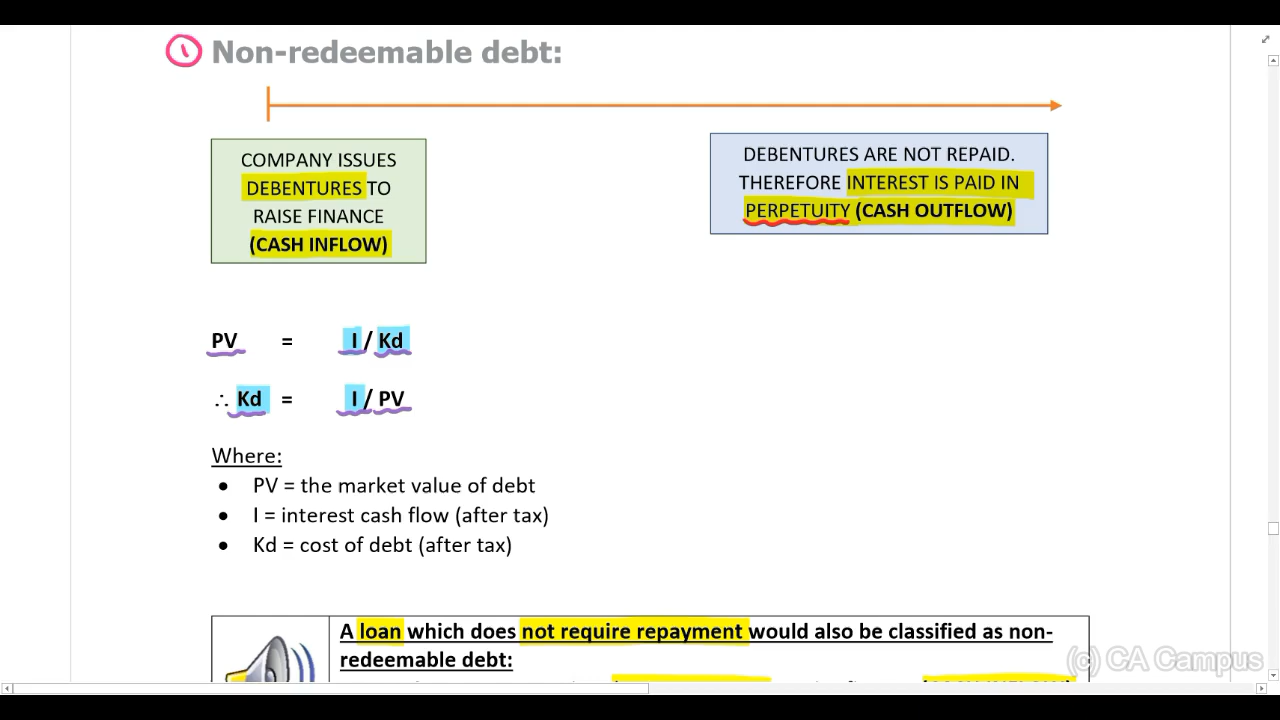 ① Non-redeemable debt:
COMPANY ISSUES
DEBENTURES TO
RAISE FINANCE
(CASH INFLOW)
DEBENTURES ARE NOT REPAID.
THEREFORE INTEREST IS PAID IN
PERPETUITY (CASH OUTFLOW)
PV = I / Kd
∴ Kd = I / PV
Where:
• PV = the market value of debt
• I = interest cash flow (after tax)
• Kd = cost of debt (after tax)
A loan which does not require repayment would also be classified as non-
redeemable debt:
(c) CA Campus